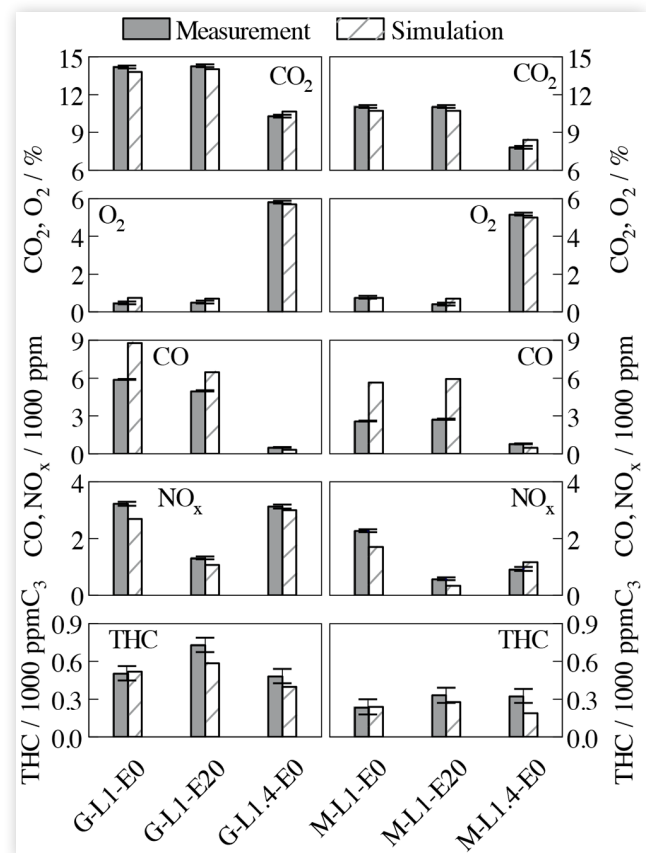 Measurement Simulation
CO₂, O₂ / %
CO, NOₓ / 1000 ppm
THC / 1000 ppmC₃
15
12
9
6
CO₂
CO₂
15
12
9
6
6
4
2
0
O₂
O₂
6
4
2
0
9
6
3
0
CO
CO
9
6
3
0
4
2
0
NOₓ
NOₓ
4
2
0
0.9
0.6
0.3
0.0
THC
THC
0.9
0.6
0.3
0.0
CO₂, O₂ / %
CO, NOₓ / 1000 ppm
THC / 1000 ppmC₃
G-L1-E0
G-L1-E20
G-L1.4-E0
M-L1-E0
M-L1-E20
M-L1.4-E0